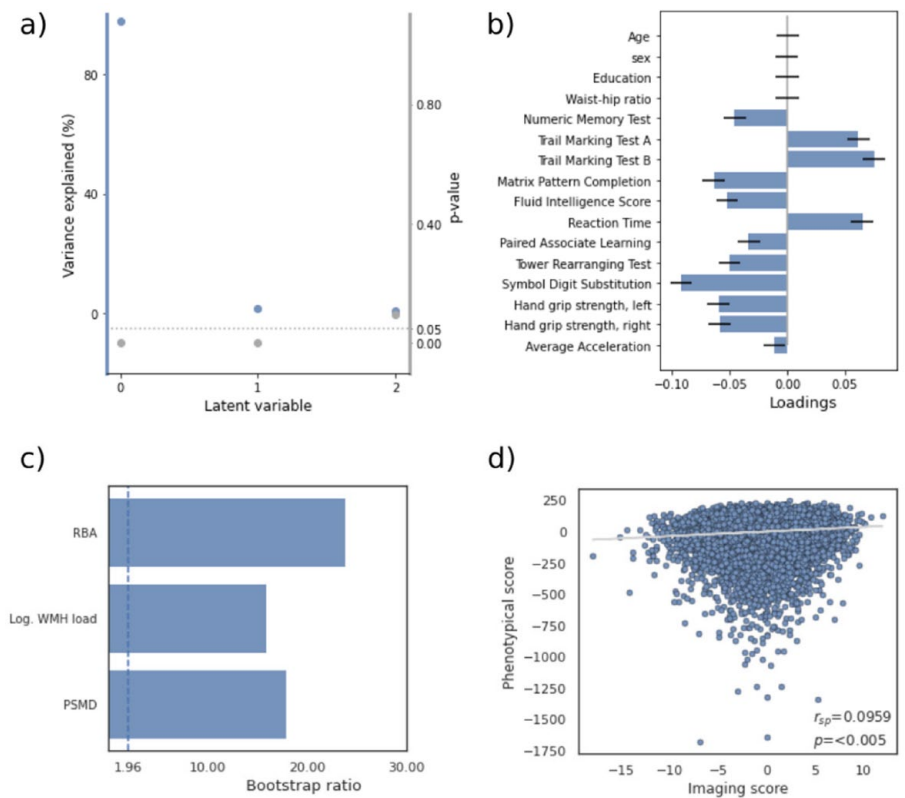 a)
80
40
0
Variance explained (%)
0.80
0.40
0.05
0.00
p-value
0
1
2
Latent variable
b)
Age
sex
Education
Waist-hip ratio
Numeric Memory Test
Trail Marking Test A
Trail Marking Test B
Matrix Pattern Completion
Fluid Intelligence Score
Reaction Time
Paired Associate Learning
Tower Rearranging Test
Symbol Digit Substitution
Hand grip strength, left
Hand grip strength, right
Average Acceleration
−0.10
−0.05
0.00
0.05
Loadings
c)
RBA
Log. WMH load
PSMD
1.96
10.00
20.00
30.00
Bootstrap ratio
d)
250
0
−250
−500
−750
−1000
−1250
−1500
−1750
Phenotypical score
rsp=0.0959
p=<0.005
−15
−10
−5
0
5
10
Imaging score